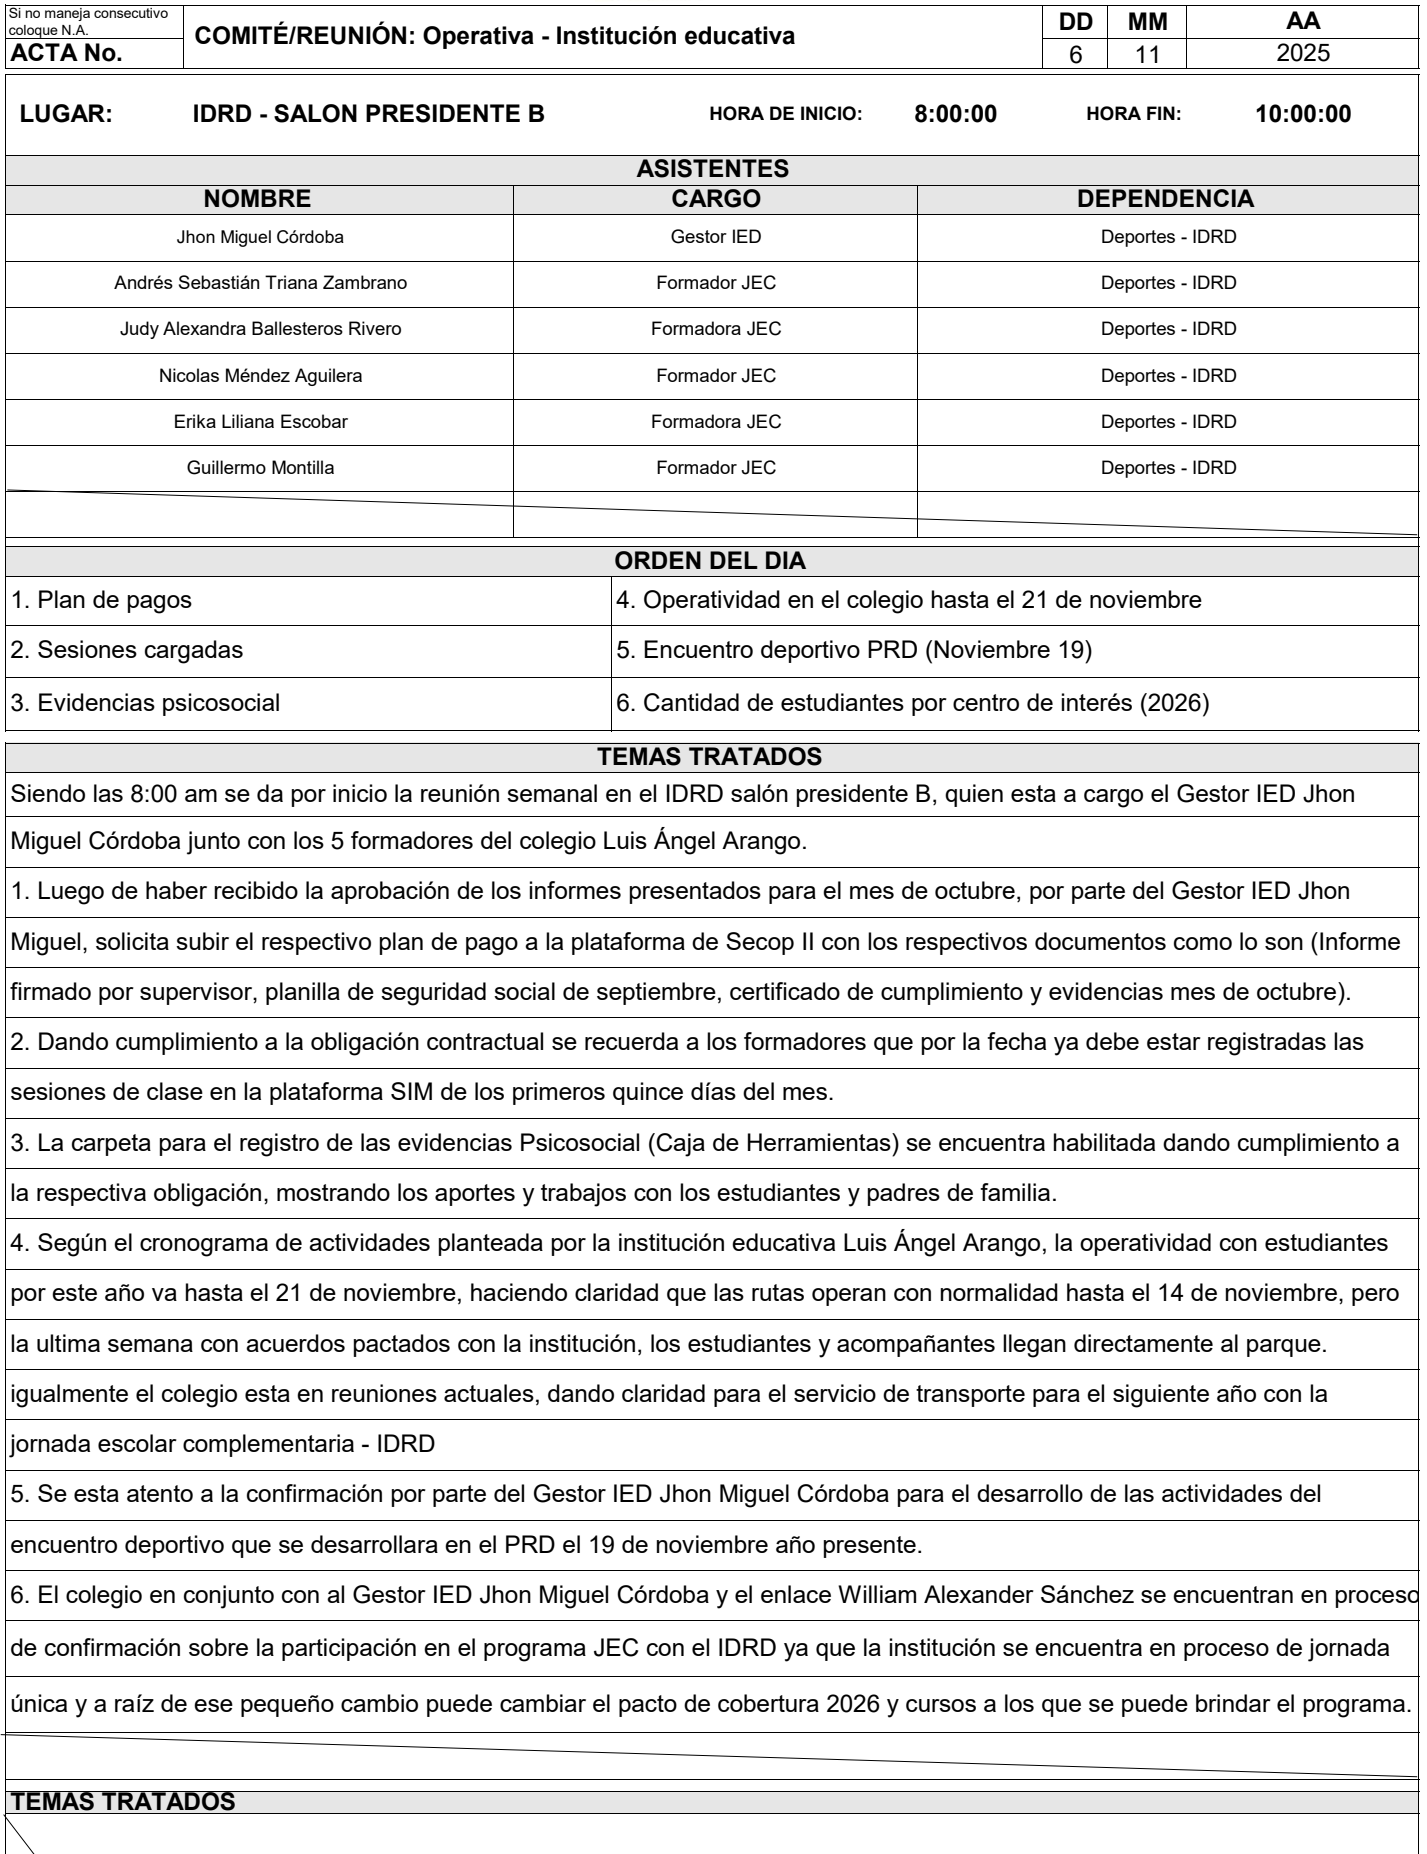 Si no maneja consecutivo
coloque N.A.
ACTA No.
COMITÉ/REUNIÓN: Operativa - Institución educativa
DD MM AA
6 11 2025
LUGAR: IDRD - SALON PRESIDENTE B HORA DE INICIO: 8:00:00 HORA FIN: 10:00:00
ASISTENTES
NOMBRE CARGO DEPENDENCIA
Jhon Miguel Córdoba Gestor IED Deportes - IDRD
Andrés Sebastián Triana Zambrano Formador JEC Deportes - IDRD
Judy Alexandra Ballesteros Rivero Formadora JEC Deportes - IDRD
Nicolas Méndez Aguilera Formador JEC Deportes - IDRD
Erika Liliana Escobar Formadora JEC Deportes - IDRD
Guillermo Montilla Formador JEC Deportes - IDRD
ORDEN DEL DIA
1. Plan de pagos 4. Operatividad en el colegio hasta el 21 de noviembre
2. Sesiones cargadas 5. Encuentro deportivo PRD (Noviembre 19)
3. Evidencias psicosocial 6. Cantidad de estudiantes por centro de interés (2026)
TEMAS TRATADOS
Siendo las 8:00 am se da por inicio la reunión semanal en el IDRD salón presidente B, quien esta a cargo el Gestor IED Jhon
Miguel Córdoba junto con los 5 formadores del colegio Luis Ángel Arango.
1. Luego de haber recibido la aprobación de los informes presentados para el mes de octubre, por parte del Gestor IED Jhon
Miguel, solicita subir el respectivo plan de pago a la plataforma de Secop II con los respectivos documentos como lo son (Informe
firmado por supervisor, planilla de seguridad social de septiembre, certificado de cumplimiento y evidencias mes de octubre).
2. Dando cumplimiento a la obligación contractual se recuerda a los formadores que por la fecha ya debe estar registradas las
sesiones de clase en la plataforma SIM de los primeros quince días del mes.
3. La carpeta para el registro de las evidencias Psicosocial (Caja de Herramientas) se encuentra habilitada dando cumplimiento a
la respectiva obligación, mostrando los aportes y trabajos con los estudiantes y padres de familia.
4. Según el cronograma de actividades planteada por la institución educativa Luis Ángel Arango, la operatividad con estudiantes
por este año va hasta el 21 de noviembre, haciendo claridad que las rutas operan con normalidad hasta el 14 de noviembre, pero
la ultima semana con acuerdos pactados con la institución, los estudiantes y acompañantes llegan directamente al parque.
igualmente el colegio esta en reuniones actuales, dando claridad para el servicio de transporte para el siguiente año con la
jornada escolar complementaria - IDRD
5. Se esta atento a la confirmación por parte del Gestor IED Jhon Miguel Córdoba para el desarrollo de las actividades del
encuentro deportivo que se desarrollara en el PRD el 19 de noviembre año presente.
6. El colegio en conjunto con al Gestor IED Jhon Miguel Córdoba y el enlace William Alexander Sánchez se encuentran en proceso
de confirmación sobre la participación en el programa JEC con el IDRD ya que la institución se encuentra en proceso de jornada
única y a raíz de ese pequeño cambio puede cambiar el pacto de cobertura 2026 y cursos a los que se puede brindar el programa.
TEMAS TRATADOS